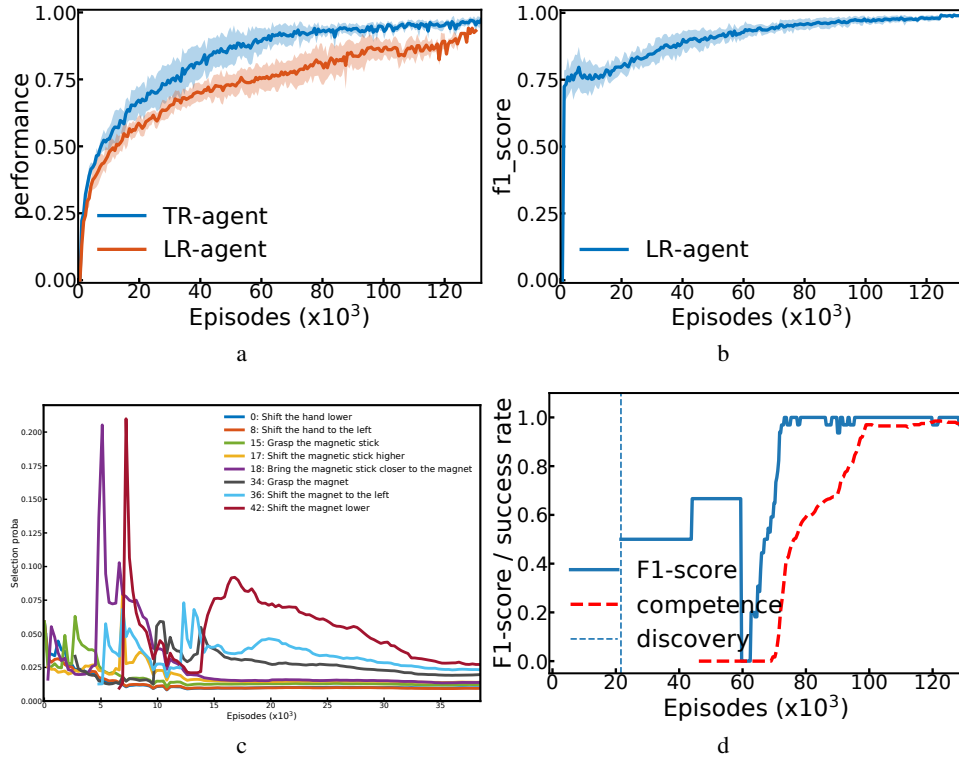 1.00
0.75
0.50
0.25
0.00
performance
TR-agent
LR-agent
0 20 40 60 80 100 120
Episodes (x10³)
a
1.00
0.75
0.50
0.25
0.00
f1_score
LR-agent
0 20 40 60 80 100 120
Episodes (x10³)
b
0.200
0.175
0.150
0.125
0.100
0.075
0.050
0.025
0.000
Selection proba
0: Shift the hand lower
8: Shift the hand to the left
15: Grasp the magnetic stick
17: Shift the magnetic stick higher
18: Bring the magnetic stick closer to the magnet
34: Grasp the magnet
36: Shift the magnet to the left
42: Shift the magnet lower
0 5 10 15 20 25 30 35
Episodes (x10³)
c
1.0
0.8
0.6
0.4
0.2
0.0
F1-score / success rate
F1-score
competence
discovery
0 20 40 60 80 100 120
Episodes (x10³)
d